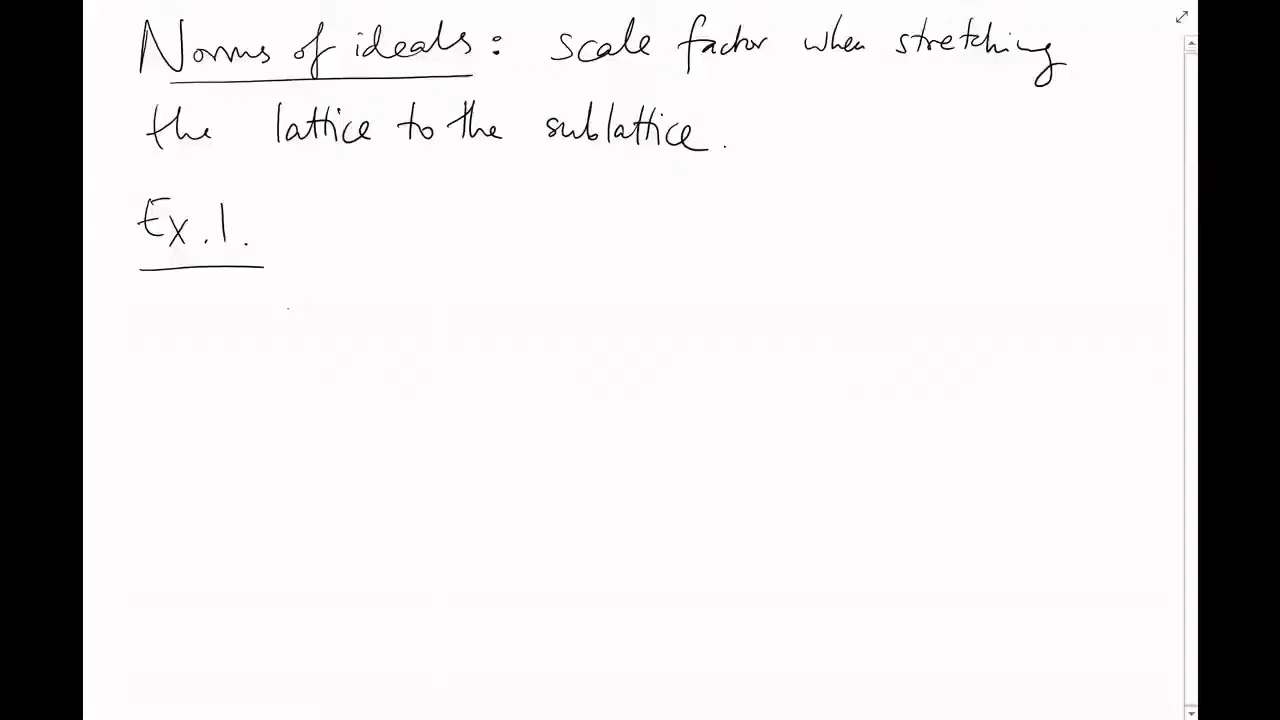 Norms of ideals: scale factor when stretching
the lattice to the sublattice.
Ex.1.